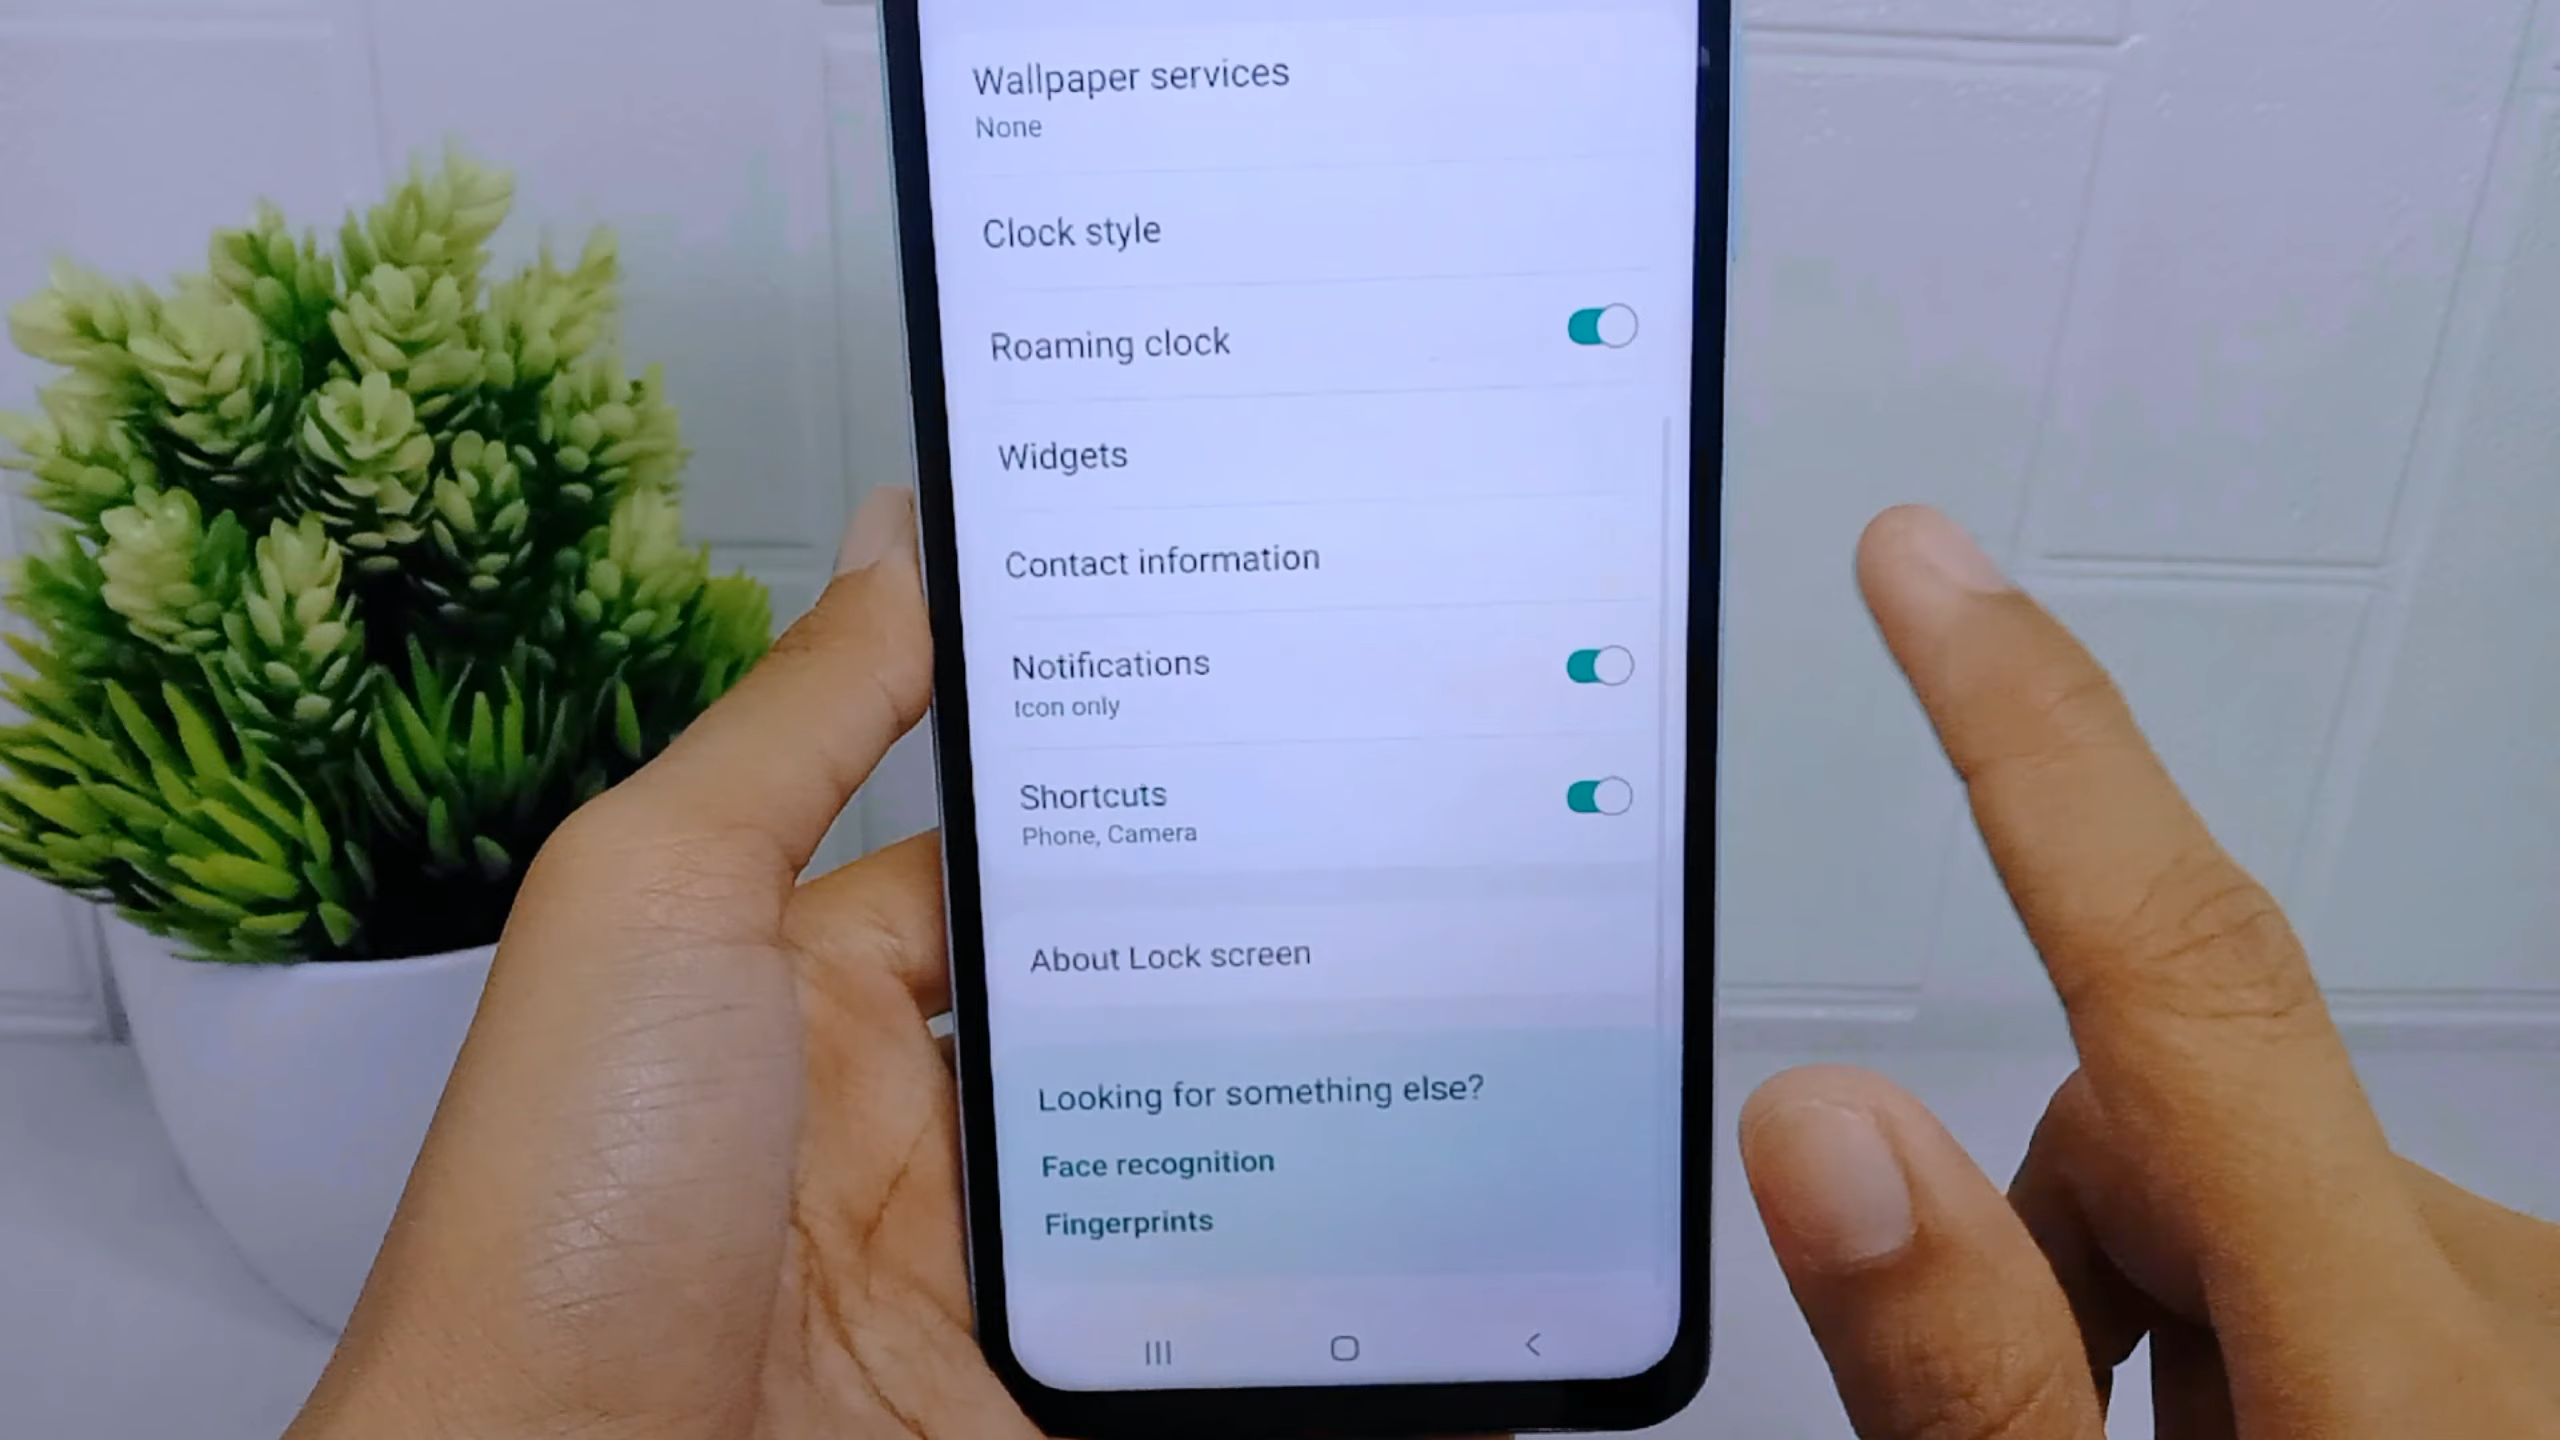 Wallpaper services
None
Clock style
Roaming clock
Widgets
Contact information
Notifications
Icon only
Shortcuts
Phone, Camera
About Lock screen
Looking for something else?
Face recognition
Fingerprints